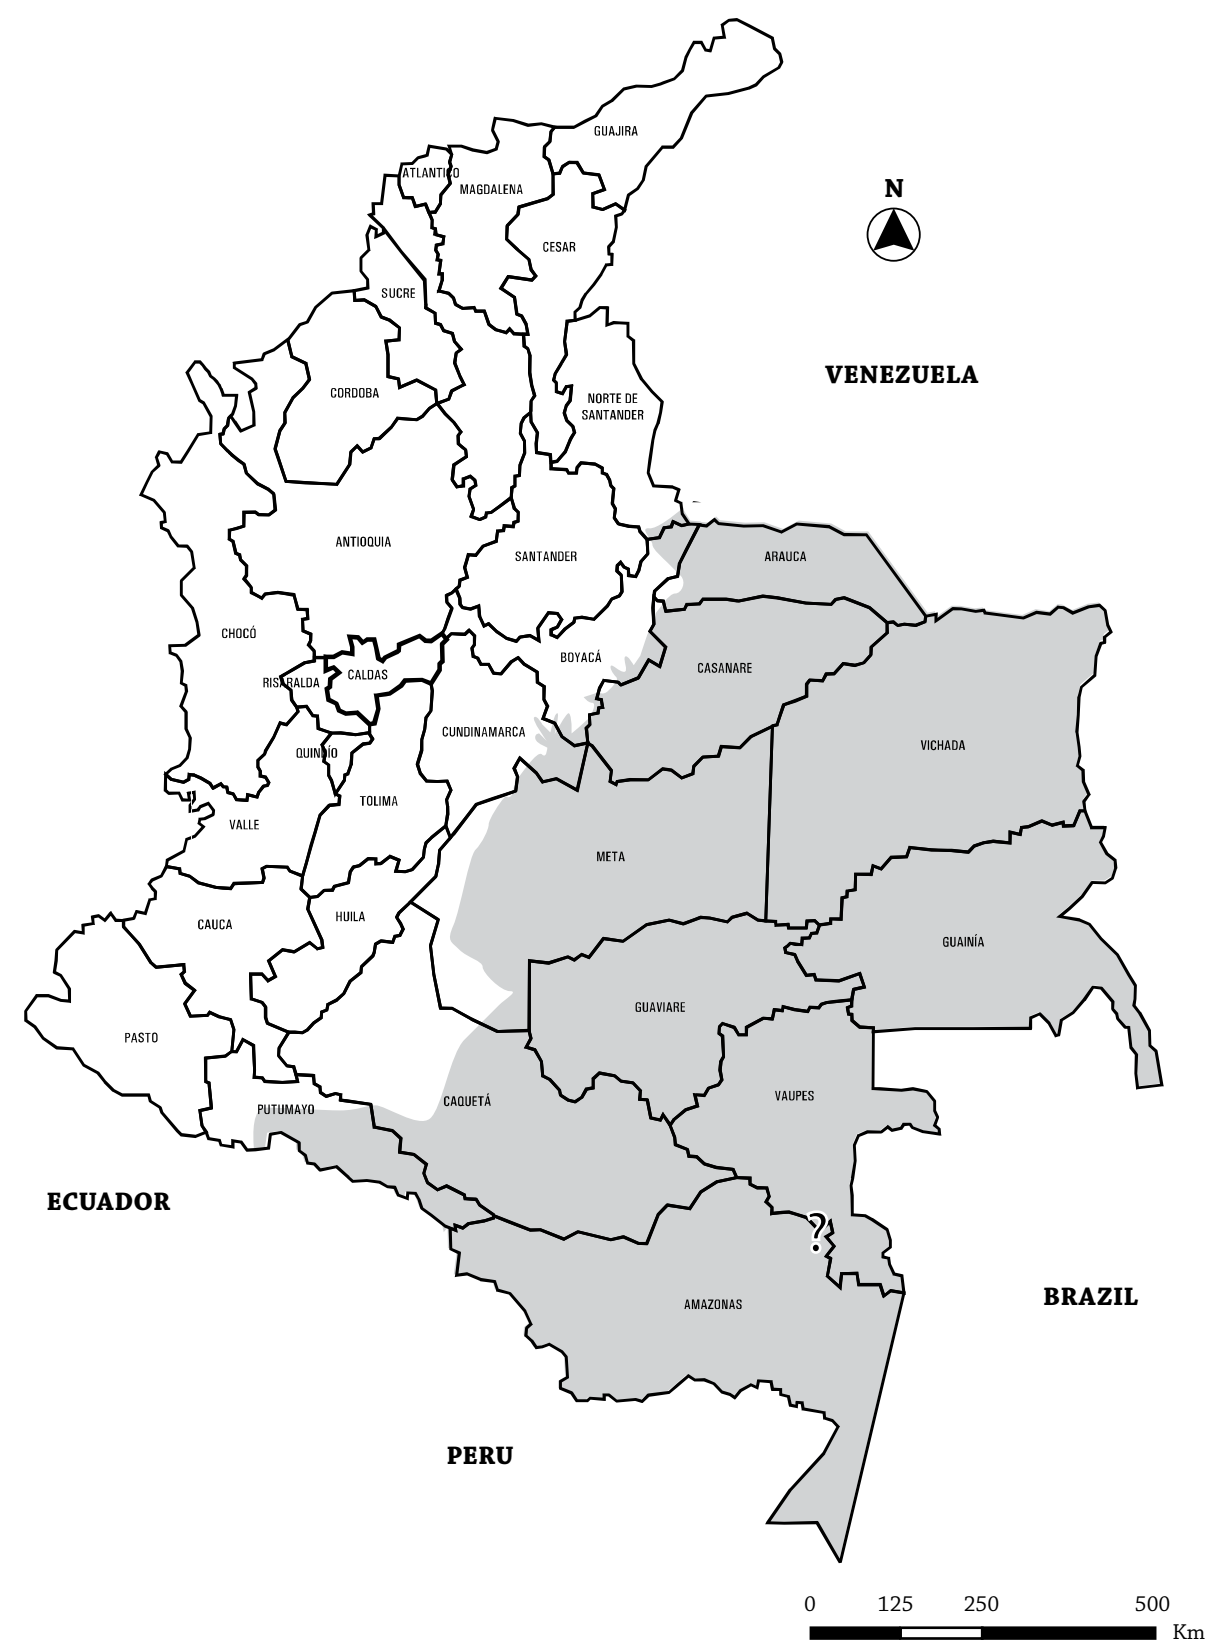 GUAJIRA
ATLANTICO
MAGDALENA
N
CESAR
SUCRE
VENEZUELA
CORDOBA
NORTE DE
SANTANDER
ANTIOQUIA
SANTANDER
ARAUCA
CHOCÓ
BOYACÁ
CASANARE
CALDAS
RISARALDA
CUNDINAMARCA
VICHADA
QUINDÍO
TOLIMA
VALLE
META
HUILA
CAUCA
GUAINÍA
GUAVIARE
PASTO
VAUPES
CAQUETÁ
PUTUMAYO
ECUADOR
?
BRAZIL
AMAZONAS
PERU
0 125 250 500
Km